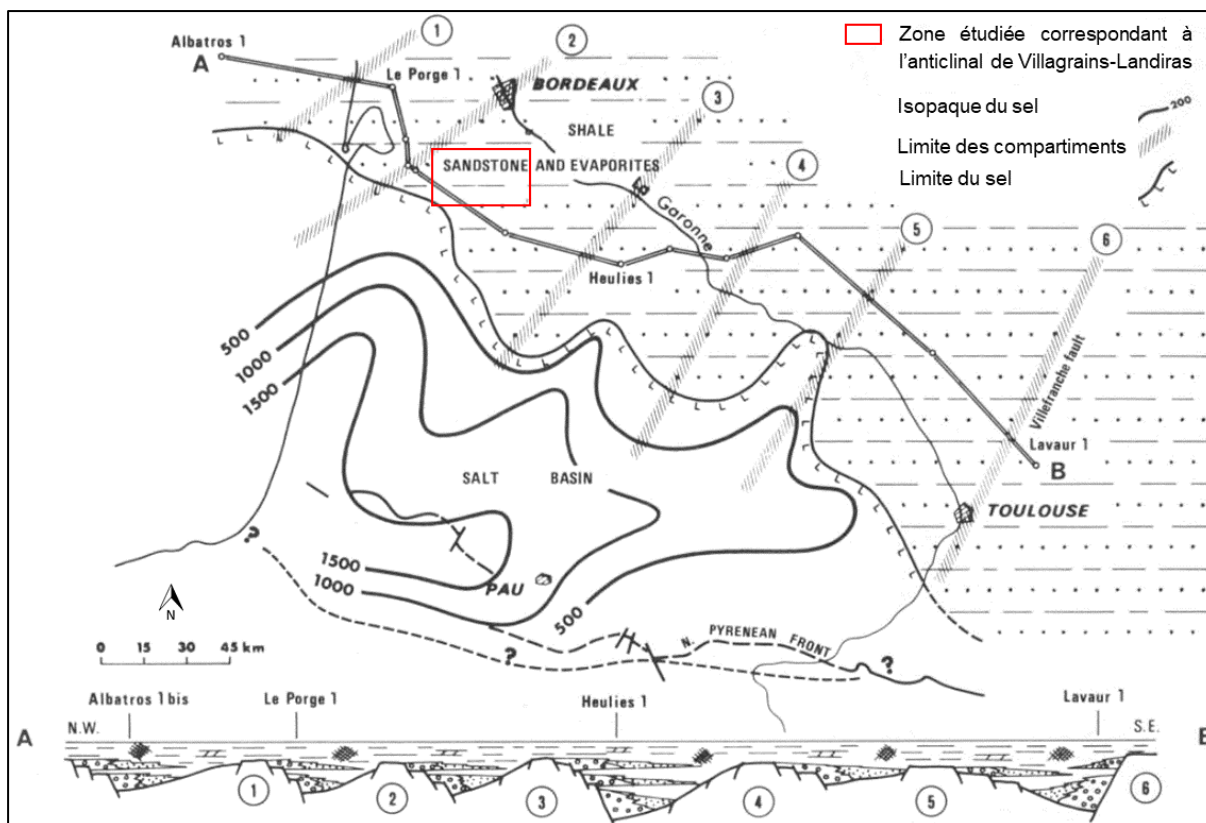 Albatros 1
A
Le Porge 1
1
2
BORDEAUX
3
SHALE
SANDSTONE AND EVAPORITES
4
Garonne
5
6
Heulies 1
Villefranche fault
Lavaur 1
B
TOULOUSE
500
1000
1500
SALT BASIN
?
1500
1000
PAU
500
?
N. PYRENEAN FRONT
?
N
0 15 30 45 km
Zone étudiée correspondant à
l'anticlinal de Villagrains-Landiras
Isopaque du sel
200
Limite des compartiments
Limite du sel
Albatros 1 bis
Le Porge 1
Heulies 1
Lavaur 1
A
N.W.
S.E.
B
1
2
3
4
5
6